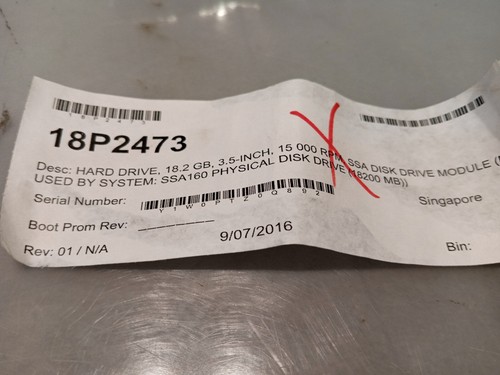 18P2473
18P2473
Desc: HARD DRIVE, 18.2 GB, 3.5-INCH, 15 000 RPM SSA DISK DRIVE MODULE (
USED BY SYSTEM: SSA160 PHYSICAL DISK DRIVE (18200 MB))
Serial Number:
Y1W0PTZ0Q892
Singapore
Boot Prom Rev:
9/07/2016
Rev: 01 / N/A
Bin: